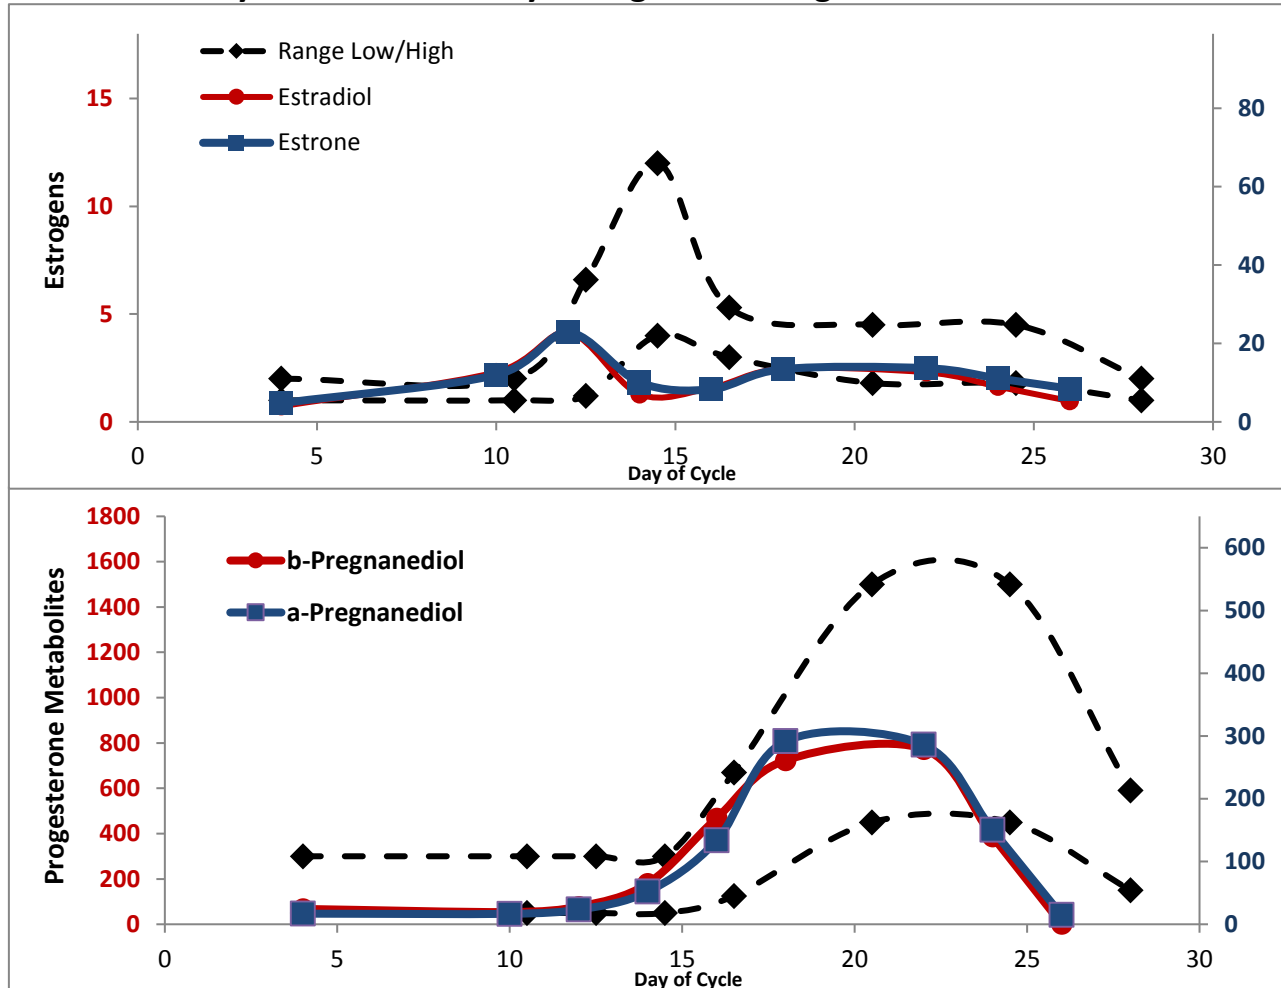 Range Low/High
Estradiol
Estrone
15
10
5
0
Estrogens
80
60
40
20
0
0 5 10 15 20 25 30
Day of Cycle
1800
1600
1400
1200
1000
800
600
400
200
0
Progesterone Metabolites
b-Pregnanediol
a-Pregnanediol
600
500
400
300
200
100
0
0 5 10 15 20 25 30
Day of Cycle